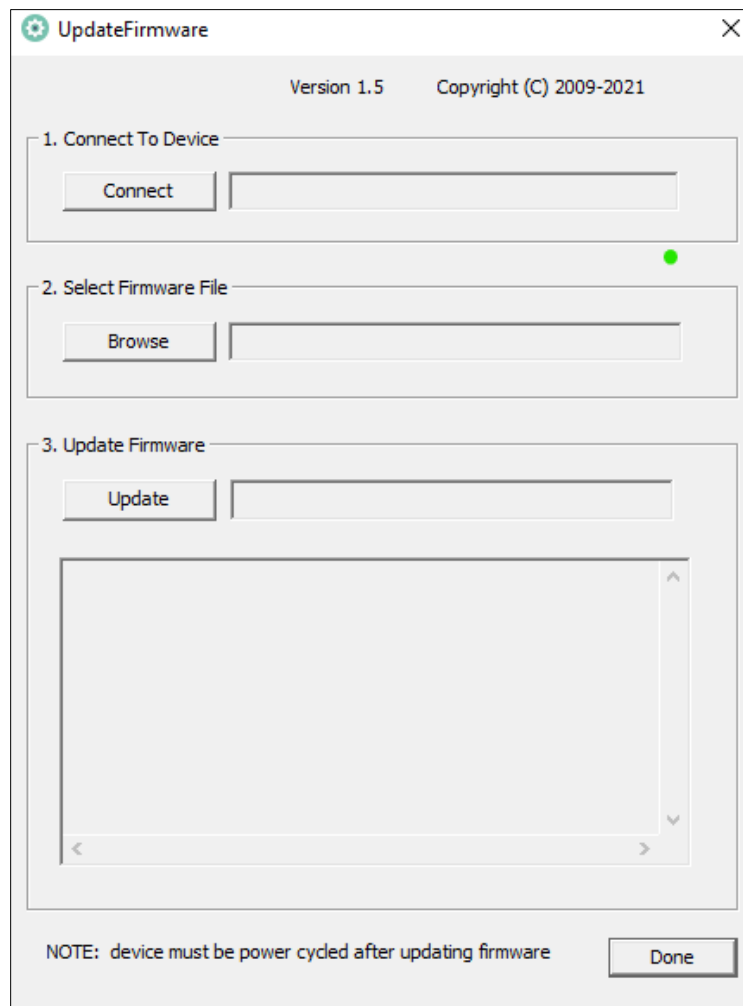 UpdateFirmware
Version 1.5 Copyright (C) 2009-2021
1. Connect To Device
Connect
2. Select Firmware File
Browse
3. Update Firmware
Update
NOTE: device must be power cycled after updating firmware
Done